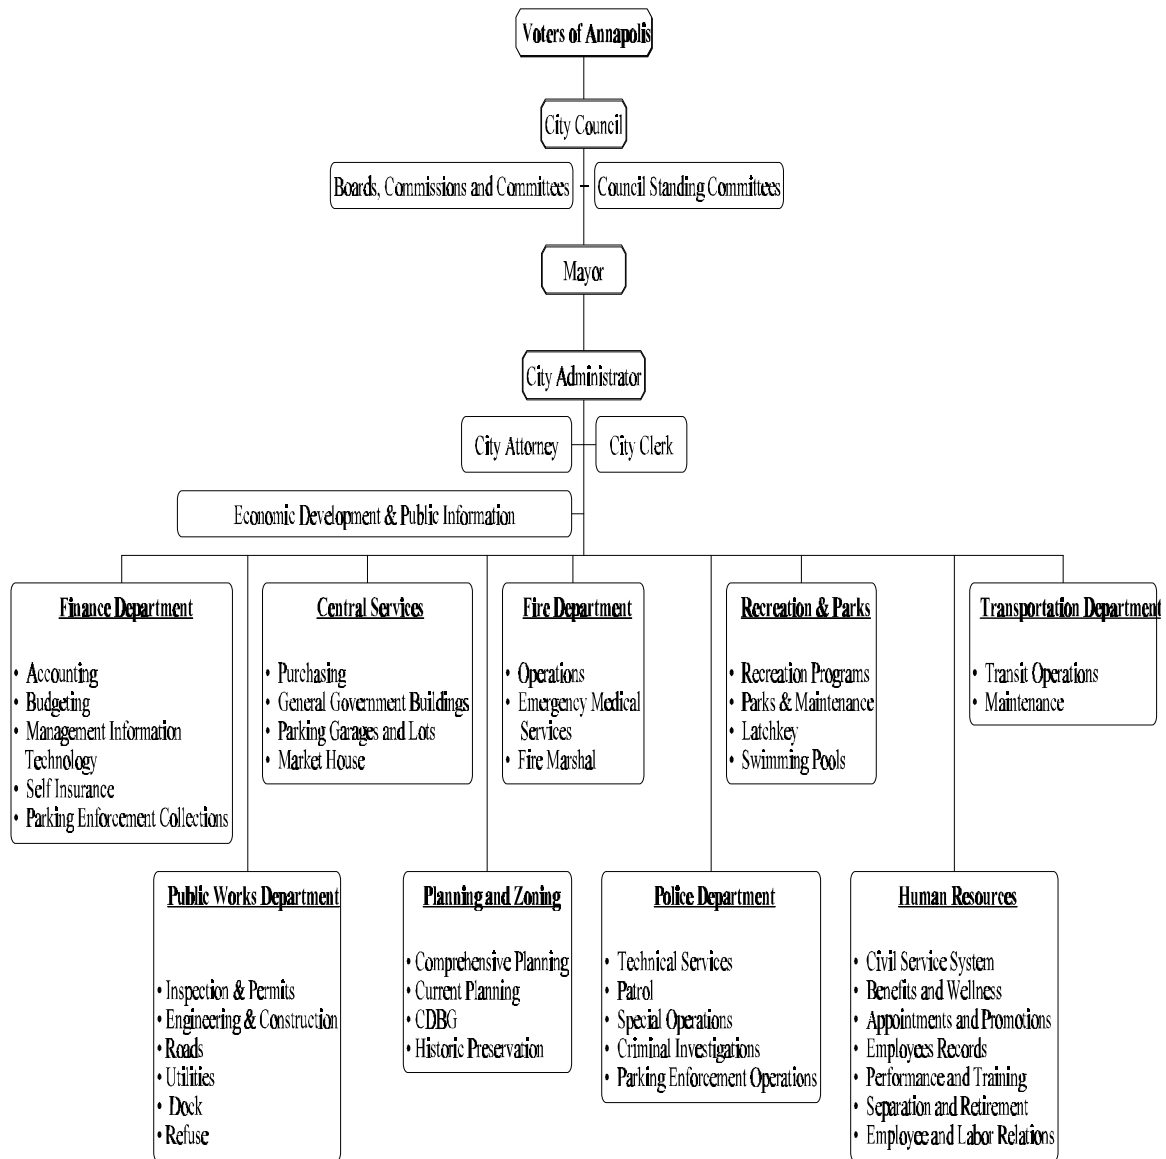 Voters of Annapolis
City Council
Boards, Commissions and Committees
Council Standing Committees
Mayor
City Administrator
City Attorney
City Clerk
Economic Development & Public Information
Finance Department
• Accounting
• Budgeting
• Management Information
Technology
• Self Insurance
• Parking Enforcement Collections
Central Services
• Purchasing
• General Government Buildings
• Parking Garages and Lots
• Market House
Fire Department
• Operations
• Emergency Medical
Services
• Fire Marshal
Recreation & Parks
• Recreation Programs
• Parks & Maintenance
• Latchkey
• Swimming Pools
Transportation Department
• Transit Operations
• Maintenance
Public Works Department
• Inspection & Permits
• Engineering & Construction
• Roads
• Utilities
• Dock
• Refuse
Planning and Zoning
• Comprehensive Planning
• Current Planning
• CDBG
• Historic Preservation
Police Department
• Technical Services
• Patrol
• Special Operations
• Criminal Investigations
• Parking Enforcement Operations
Human Resources
• Civil Service System
• Benefits and Wellness
• Appointments and Promotions
• Employees Records
• Performance and Training
• Separation and Retirement
• Employee and Labor Relations